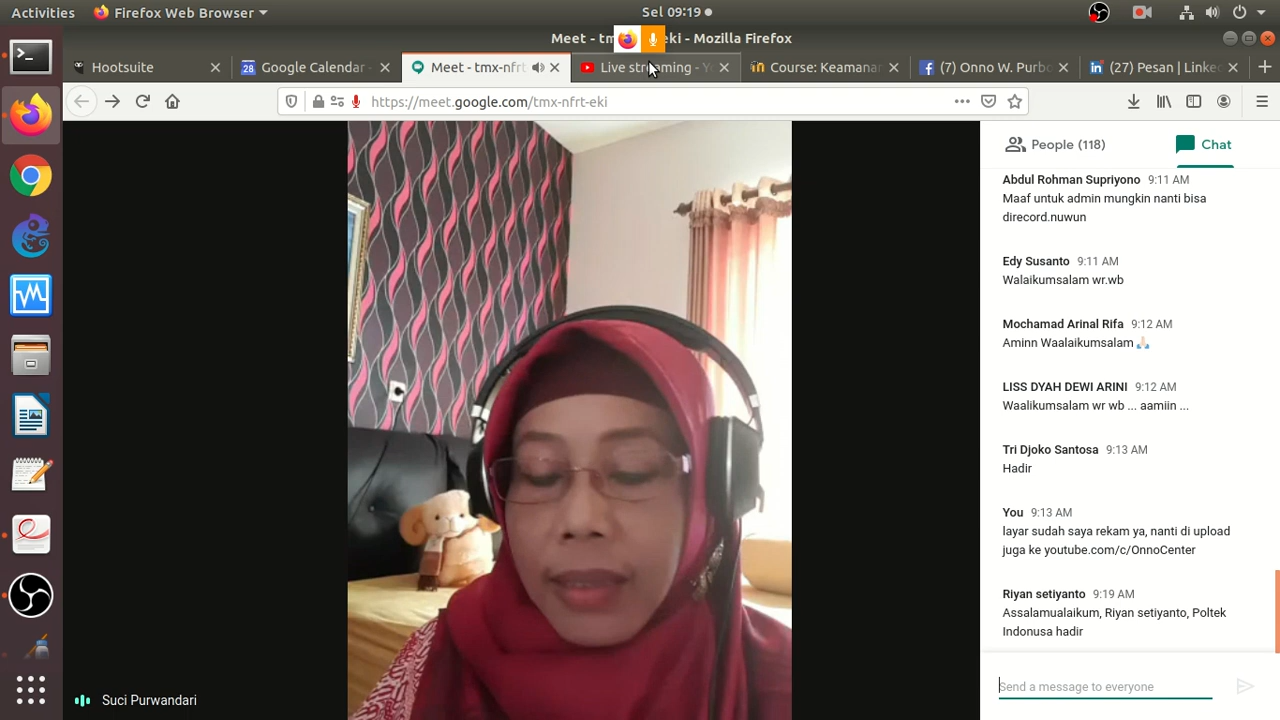 Activities
Firefox Web Browser
Sel 09:19
Meet - tm
eki - Mozilla Firefox
Hootsuite
Google Calendar -
Meet - tmx-nfrt-
Live streaming - Y
Course: Keamanan
(7) Onno W. Purbo
(27) Pesan | Linke
https://meet.google.com/tmx-nfrt-eki
People (118)
Chat
Abdul Rohman Supriyono 9:11 AM
Maaf untuk admin mungkin nanti bisa
direcord.nuwun
Edy Susanto 9:11 AM
Walaikumsalam wr.wb
Mochamad Arinal Rifa 9:12 AM
Aminn Waalaikumsalam🙏🏻
LISS DYAH DEWI ARINI 9:12 AM
Waalikumsalam wr wb ... aamiin ...
Tri Djoko Santosa 9:13 AM
Hadir
You 9:13 AM
layar sudah saya rekam ya, nanti di upload
juga ke youtube.com/c/OnnoCenter
Riyan setiyanto 9:19 AM
Assalamualaikum, Riyan setiyanto, Poltek
Indonusa hadir
Send a message to everyone
Suci Purwandari